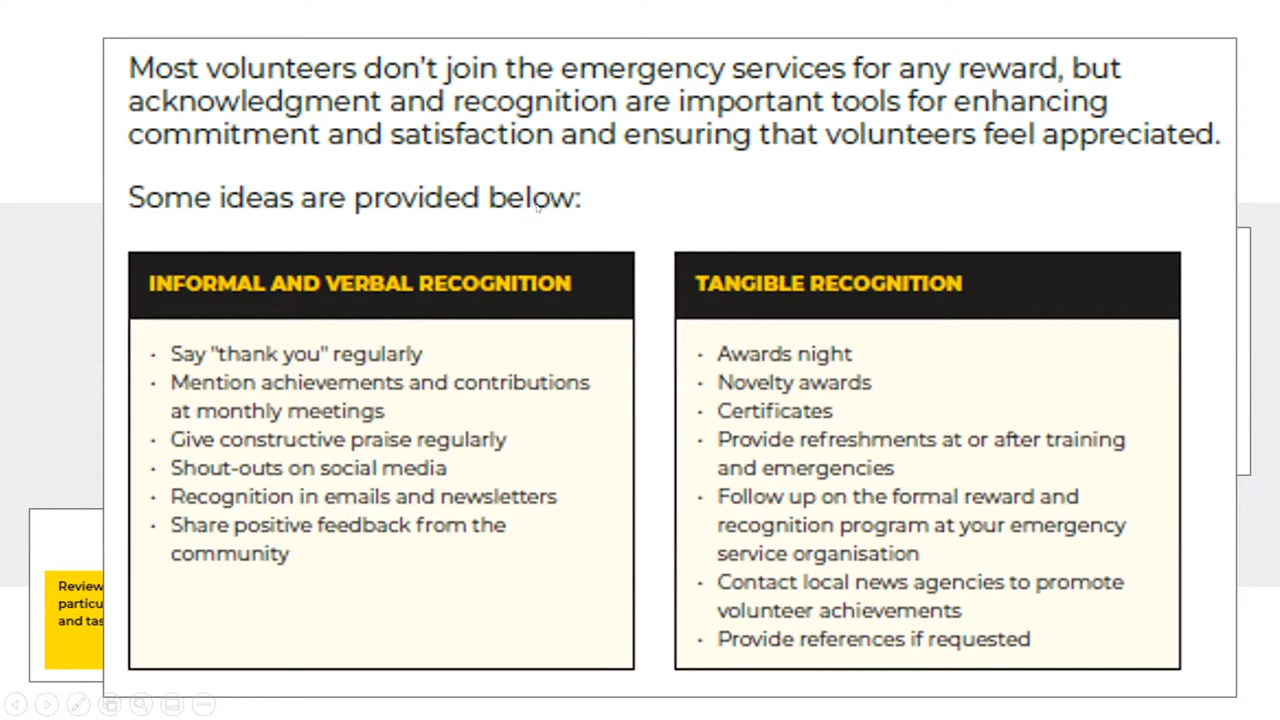 Most volunteers don't join the emergency services for any reward, but
acknowledgment and recognition are important tools for enhancing
commitment and satisfaction and ensuring that volunteers feel appreciated.
Some ideas are provided below:
INFORMAL AND VERBAL RECOGNITION
· Say "thank you" regularly
· Mention achievements and contributions
at monthly meetings
· Give constructive praise regularly
· Shout-outs on social media
· Recognition in emails and newsletters
· Share positive feedback from the
community
TANGIBLE RECOGNITION
· Awards night
· Novelty awards
· Certificates
· Provide refreshments at or after training
and emergencies
· Follow up on the formal reward and
recognition program at your emergency
service organisation
· Contact local news agencies to promote
volunteer achievements
· Provide references if requested
Review
particu
and tas